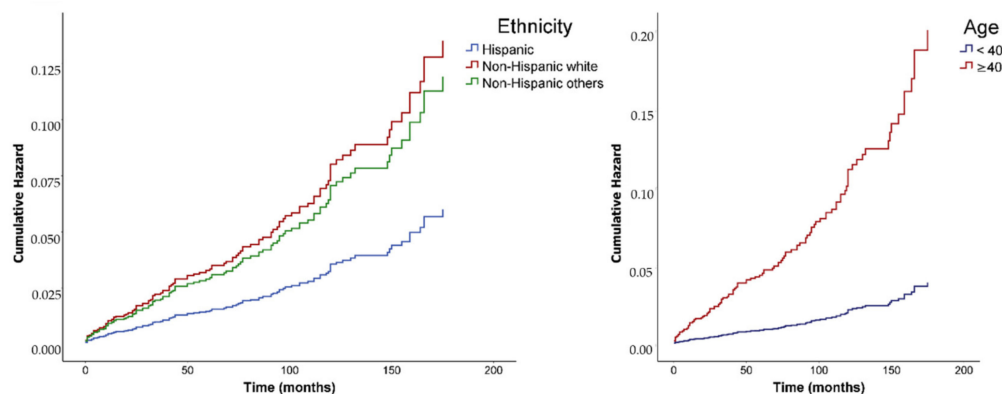 Ethnicity
Hispanic
Non-Hispanic white
Non-Hispanic others
Cumulative Hazard
0.125
0.100
0.075
0.050
0.025
0.000
0
50
100
150
200
Time (months)
Age
< 40
≥40
Cumulative Hazard
0.20
0.15
0.10
0.05
0.00
0
50
100
150
200
Time (months)